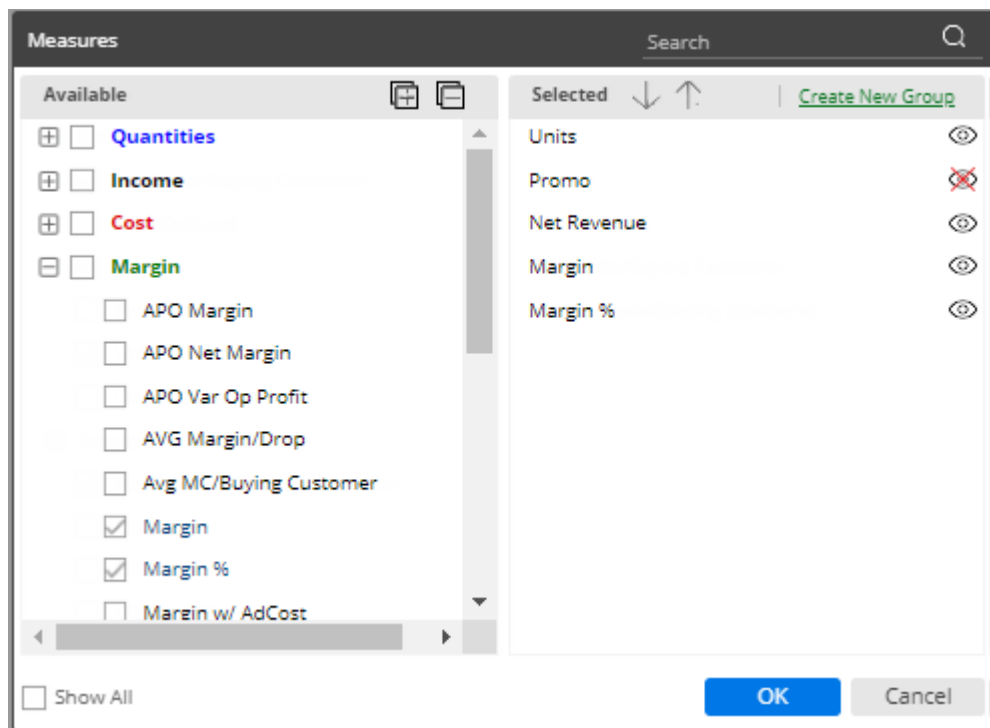 Measures
Search
Available
Quantities
Income
Cost
Margin
APO Margin
APO Net Margin
APO Var Op Profit
AVG Margin/Drop
Avg MC/Buying Customer
Margin
Margin %
Margin w/ AdCost
Selected
Create New Group
Units
Promo
Net Revenue
Margin
Margin %
Show All
OK
Cancel